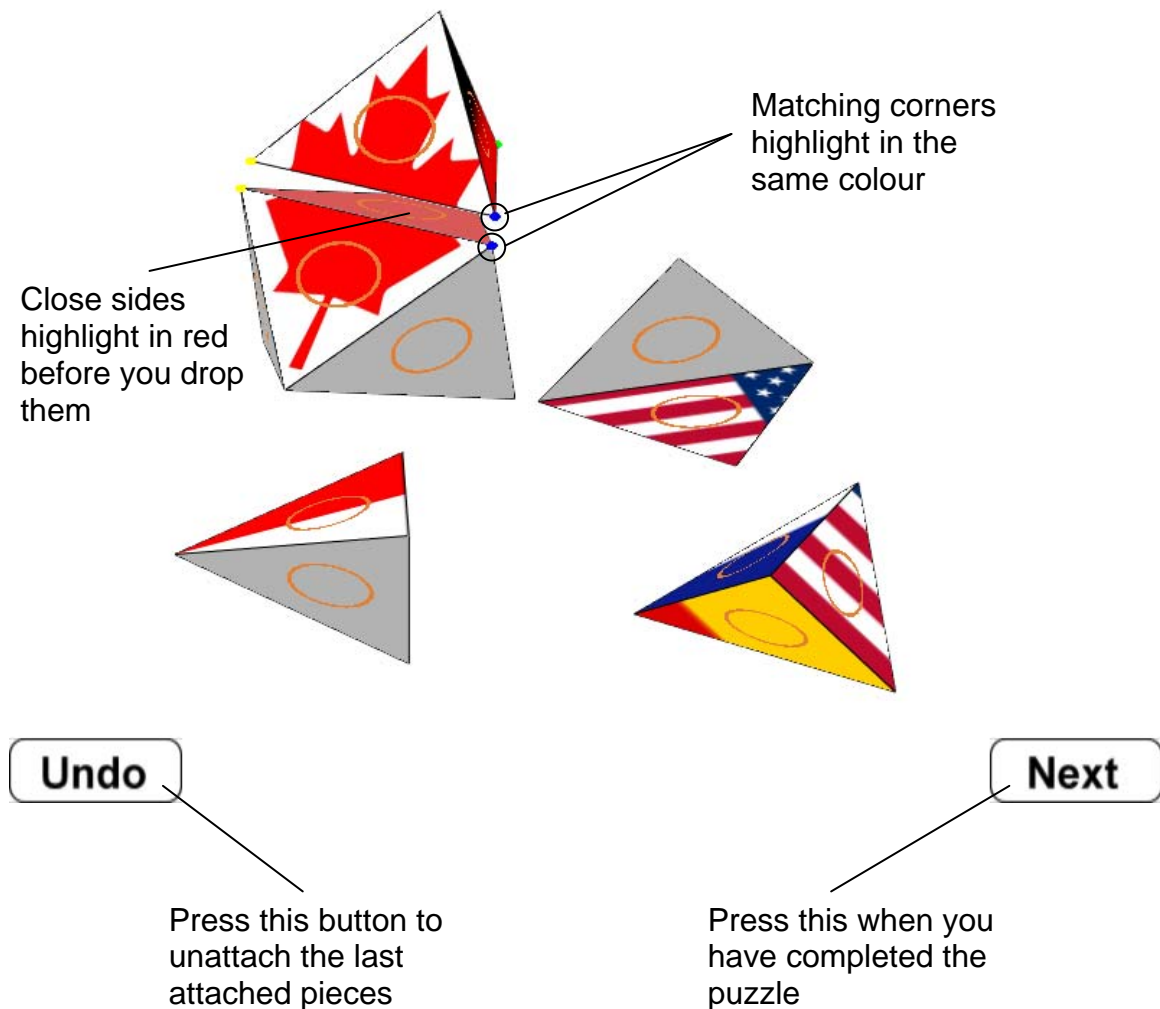 Matching corners
highlight in the
same colour
Close sides
highlight in red
before you drop
them
Undo
Next
Press this button to
unattach the last
attached pieces
Press this when you
have completed the
puzzle